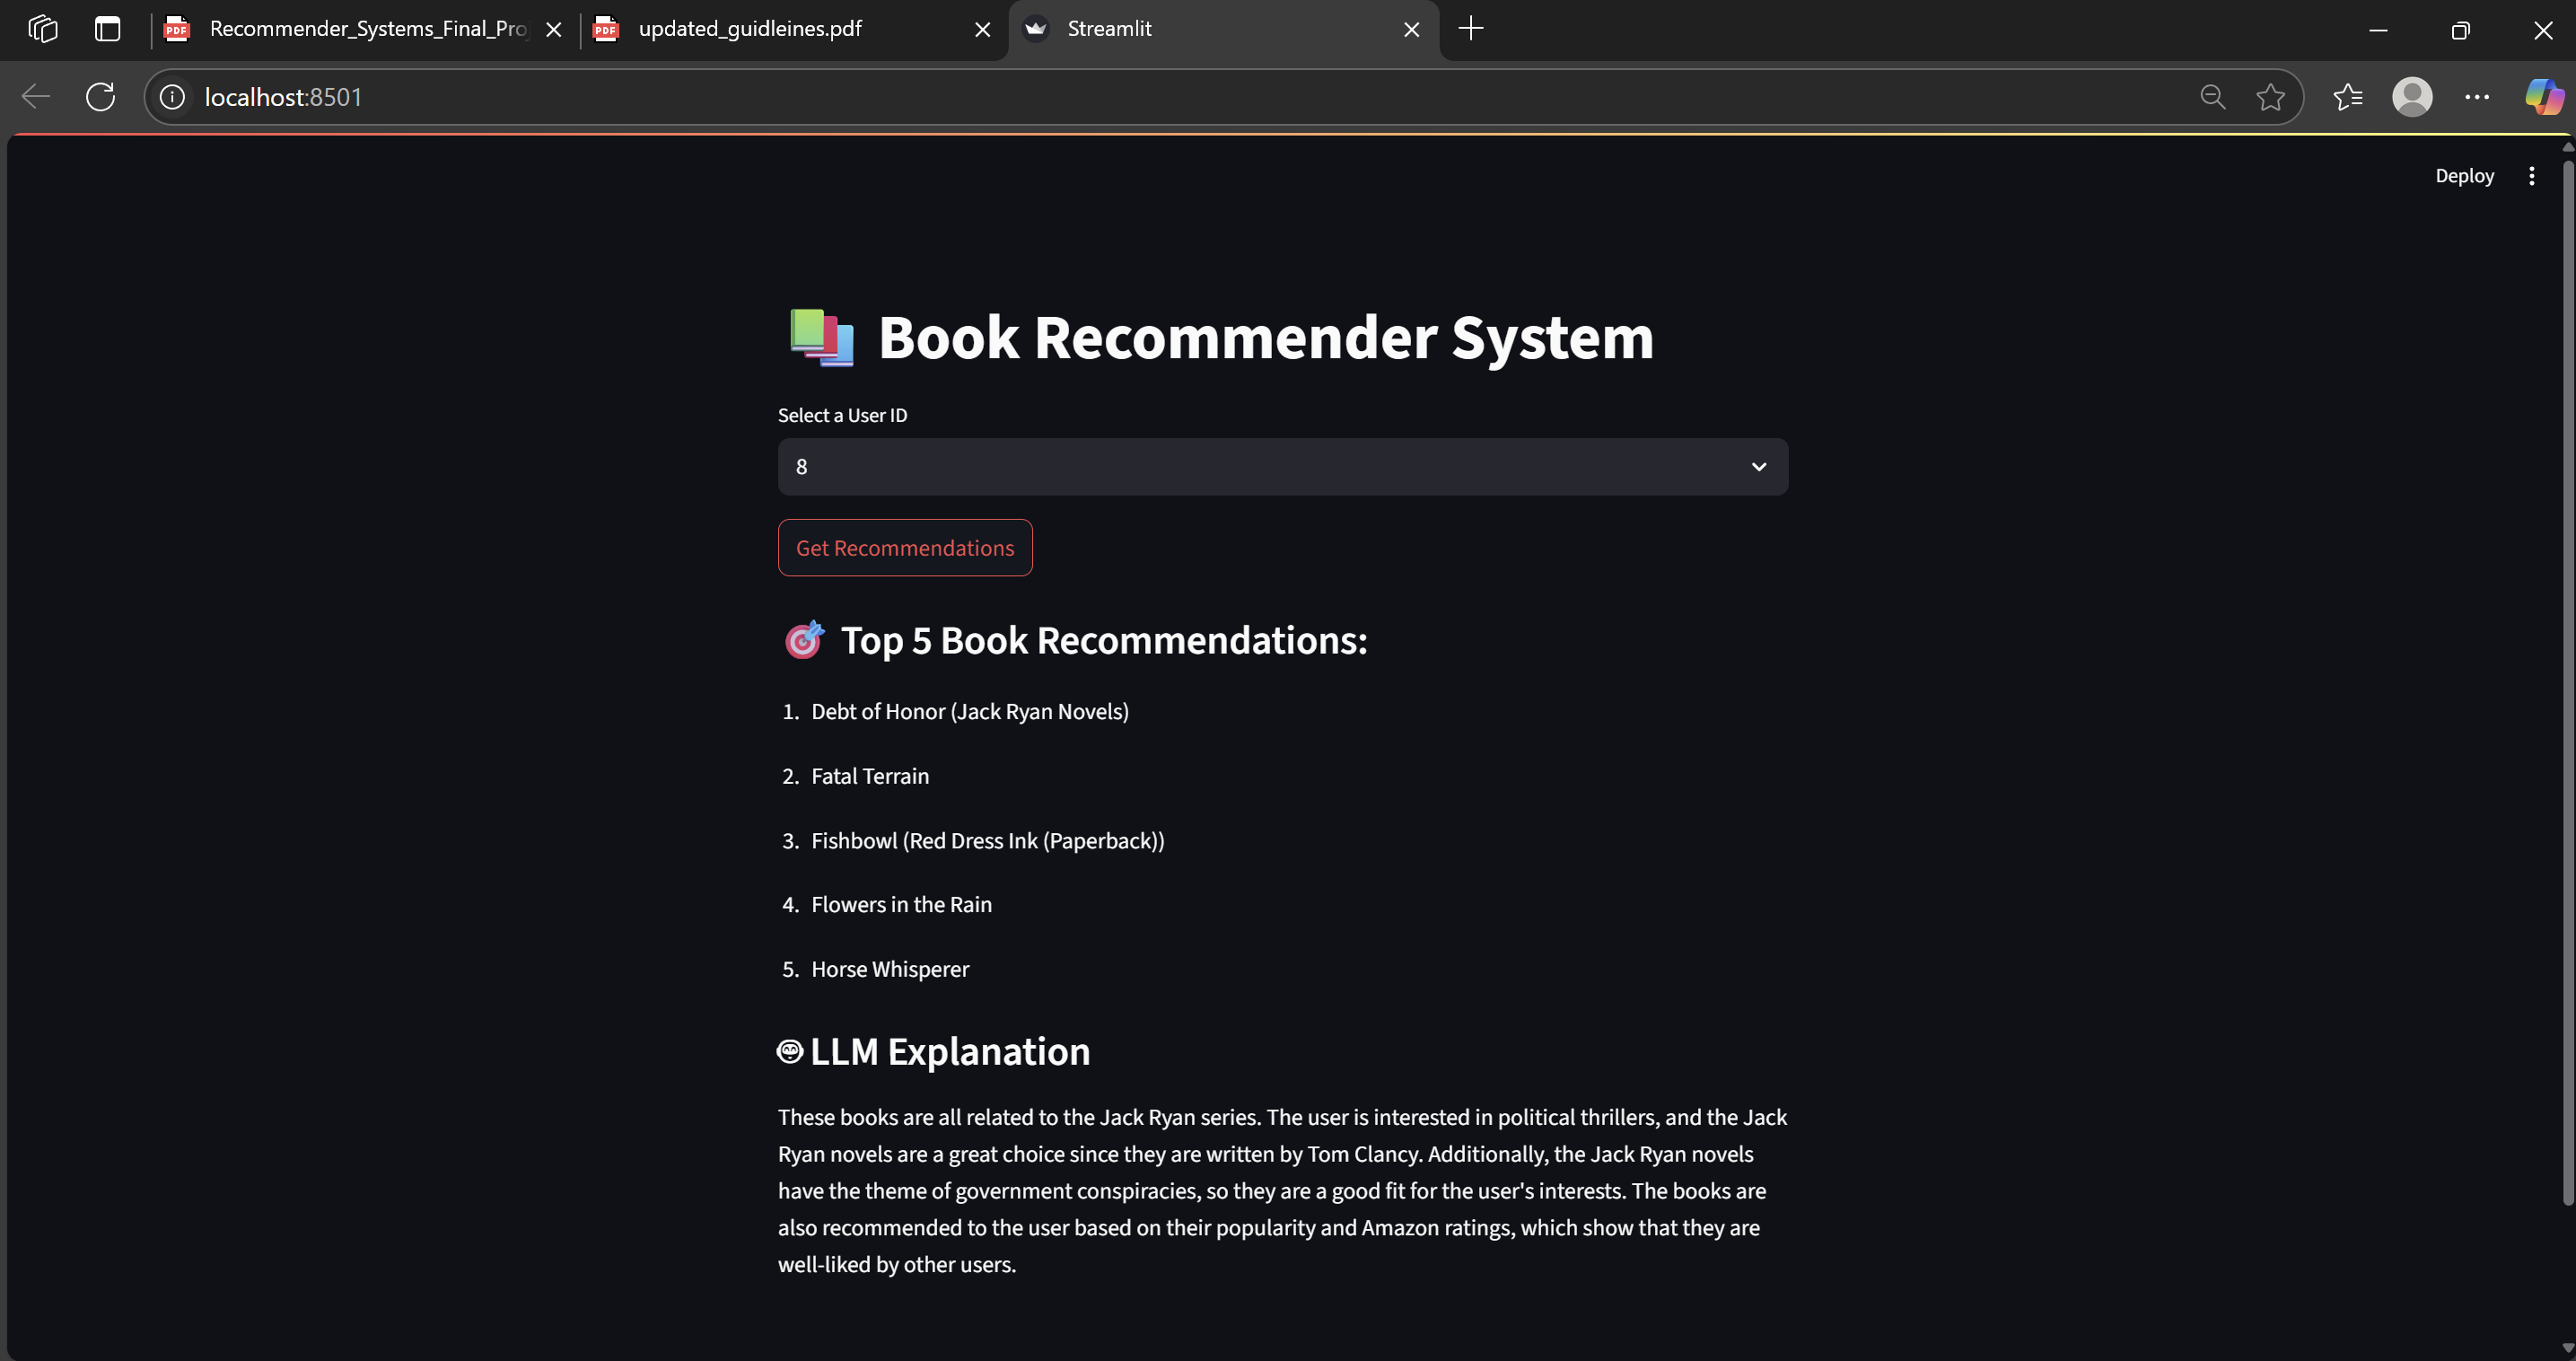 Recommender_Systems_Final_Pro
updated_guidleines.pdf
Streamlit
localhost:8501
Deploy
Book Recommender System
Select a User ID
8
Get Recommendations
Top 5 Book Recommendations:
1. Debt of Honor (Jack Ryan Novels)
2. Fatal Terrain
3. Fishbowl (Red Dress Ink (Paperback))
4. Flowers in the Rain
5. Horse Whisperer
LLM Explanation
These books are all related to the Jack Ryan series. The user is interested in political thrillers, and the Jack
Ryan novels are a great choice since they are written by Tom Clancy. Additionally, the Jack Ryan novels
have the theme of government conspiracies, so they are a good fit for the user's interests. The books are
also recommended to the user based on their popularity and Amazon ratings, which show that they are
well-liked by other users.